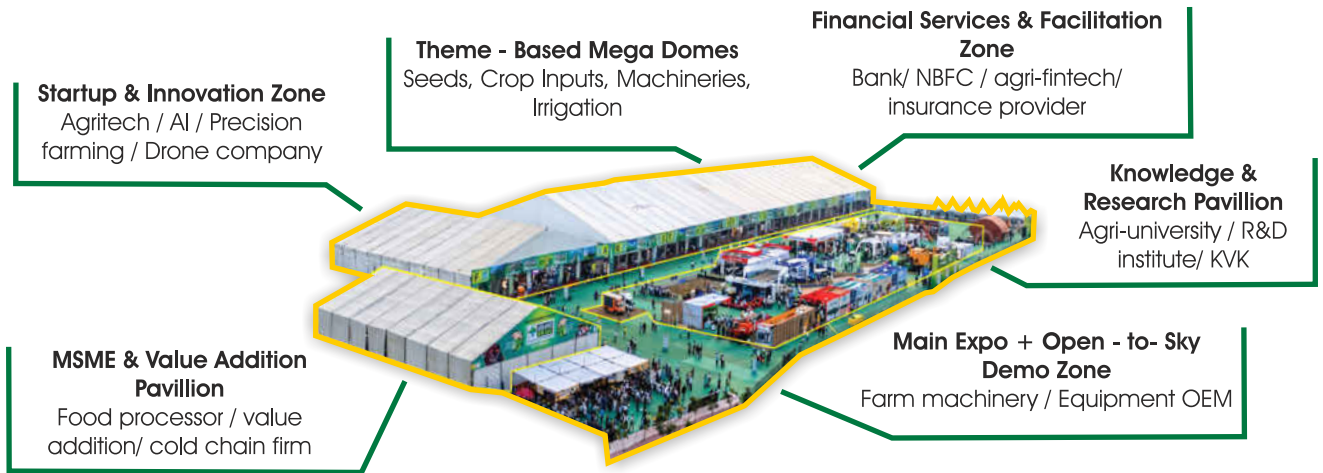 Startup & Innovation Zone
Agritech / AI / Precision
farming / Drone company
Theme - Based Mega Domes
Seeds, Crop Inputs, Machineries,
Irrigation
Financial Services & Facilitation
Zone
Bank/ NBFC / agri-fintech/
insurance provider
Knowledge &
Research Pavillion
Agri-university / R&D
institute/ KVK
MSME & Value Addition
Pavillion
Food processor / value
addition/ cold chain firm
Main Expo + Open - to- Sky
Demo Zone
Farm machinery / Equipment OEM